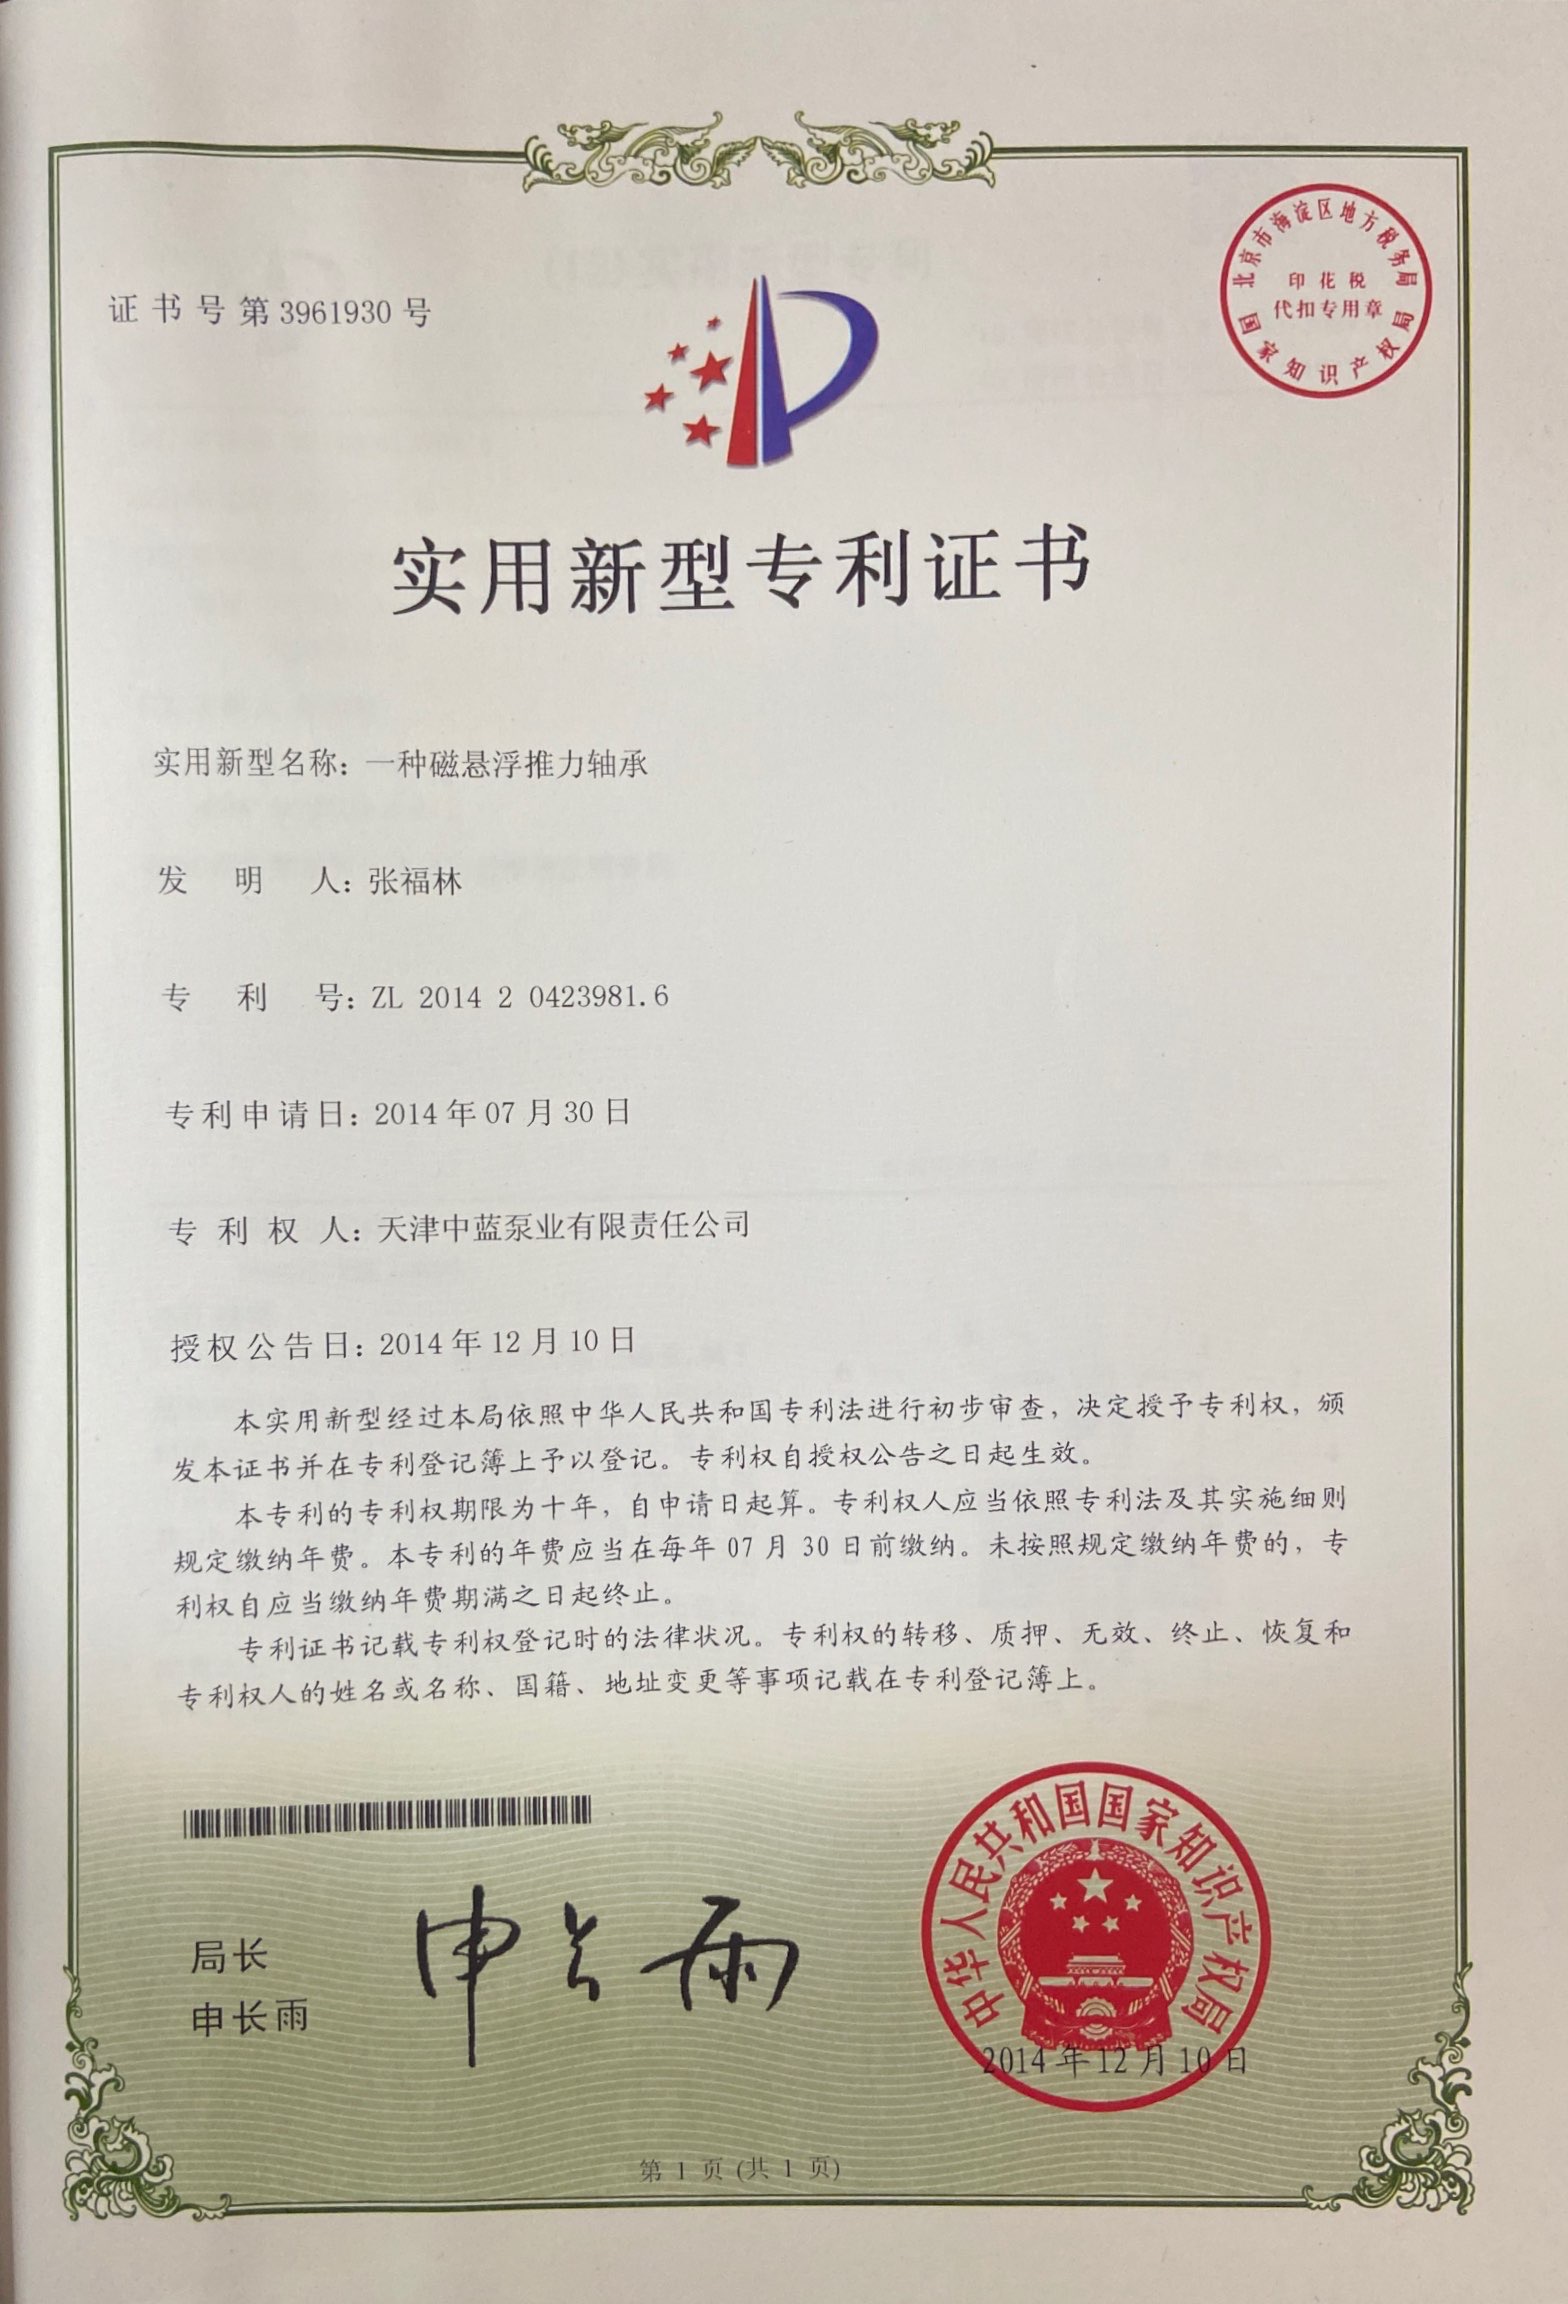 证书号第3961930号
北京市海淀区地方税务局
印花税
代扣专用章
国家知识产权局
实用新型专利证书
实用新型名称：一种磁悬浮推力轴承
发明人：张福林
专利号：ZL 2014 2 0423981.6
专利申请日：2014年07月30日
专利权人：天津中蓝泵业有限责任公司
授权公告日：2014年12月10日
本实用新型经过本局依照中华人民共和国专利法进行初步审查，决定授予专利权，颁
发本证书并在专利登记簿上予以登记。专利权自授权公告之日起生效。
本专利的专利权期限为十年，自申请日起算。专利权人应当依照专利法及其实施细则
规定缴纳年费。本专利的年费应当在每年07月30日前缴纳。未按照规定缴纳年费的，专
利权自应当缴纳年费期满之日起终止。
专利证书记载专利权登记时的法律状况。专利权的转移、质押、无效、终止、恢复和
专利权人的姓名或名称、国籍、地址变更等事项记载在专利登记簿上。
局长
申长雨
申长雨
中华人民共和国国家知识产权局
2014年12月10日
第1页(共1页)